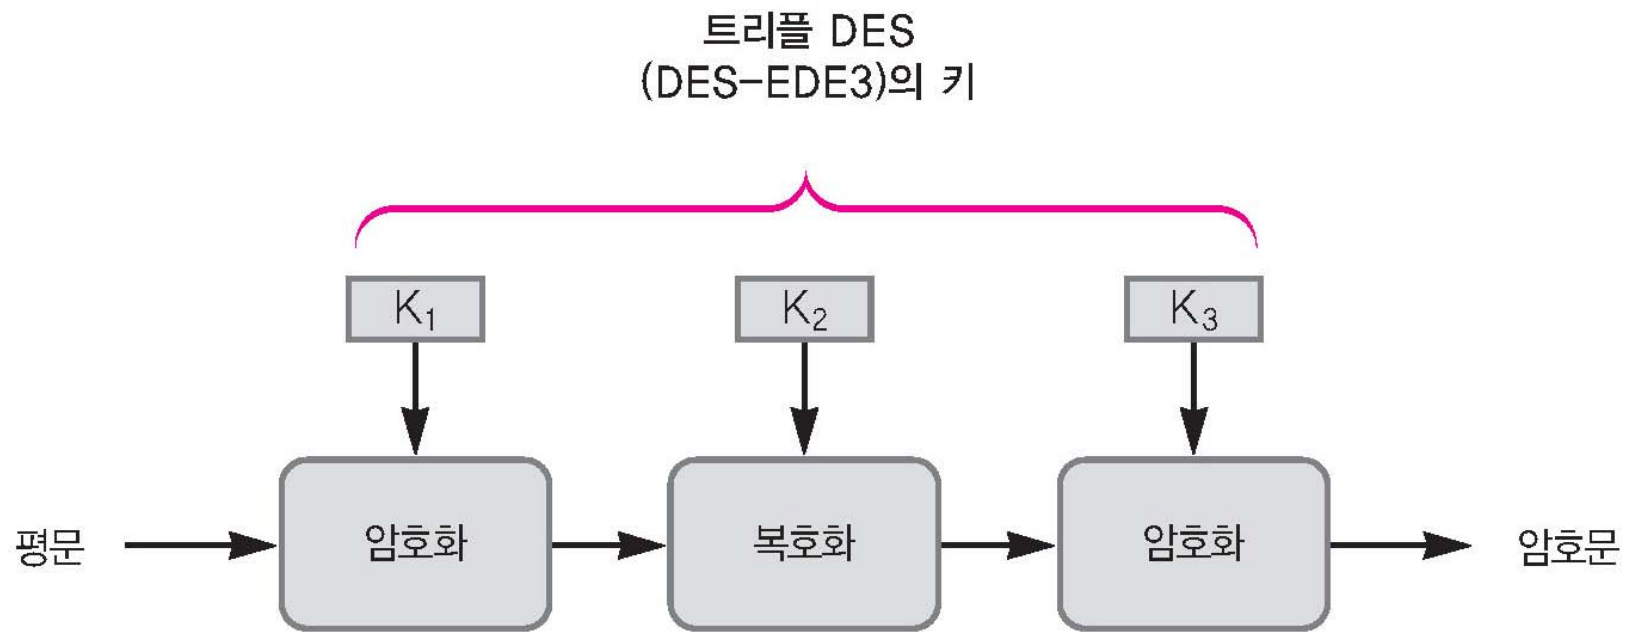 트리플 DES
(DES-EDE3)의 키
K₁
K₂
K₃
평문
암호화
복호화
암호화
암호문